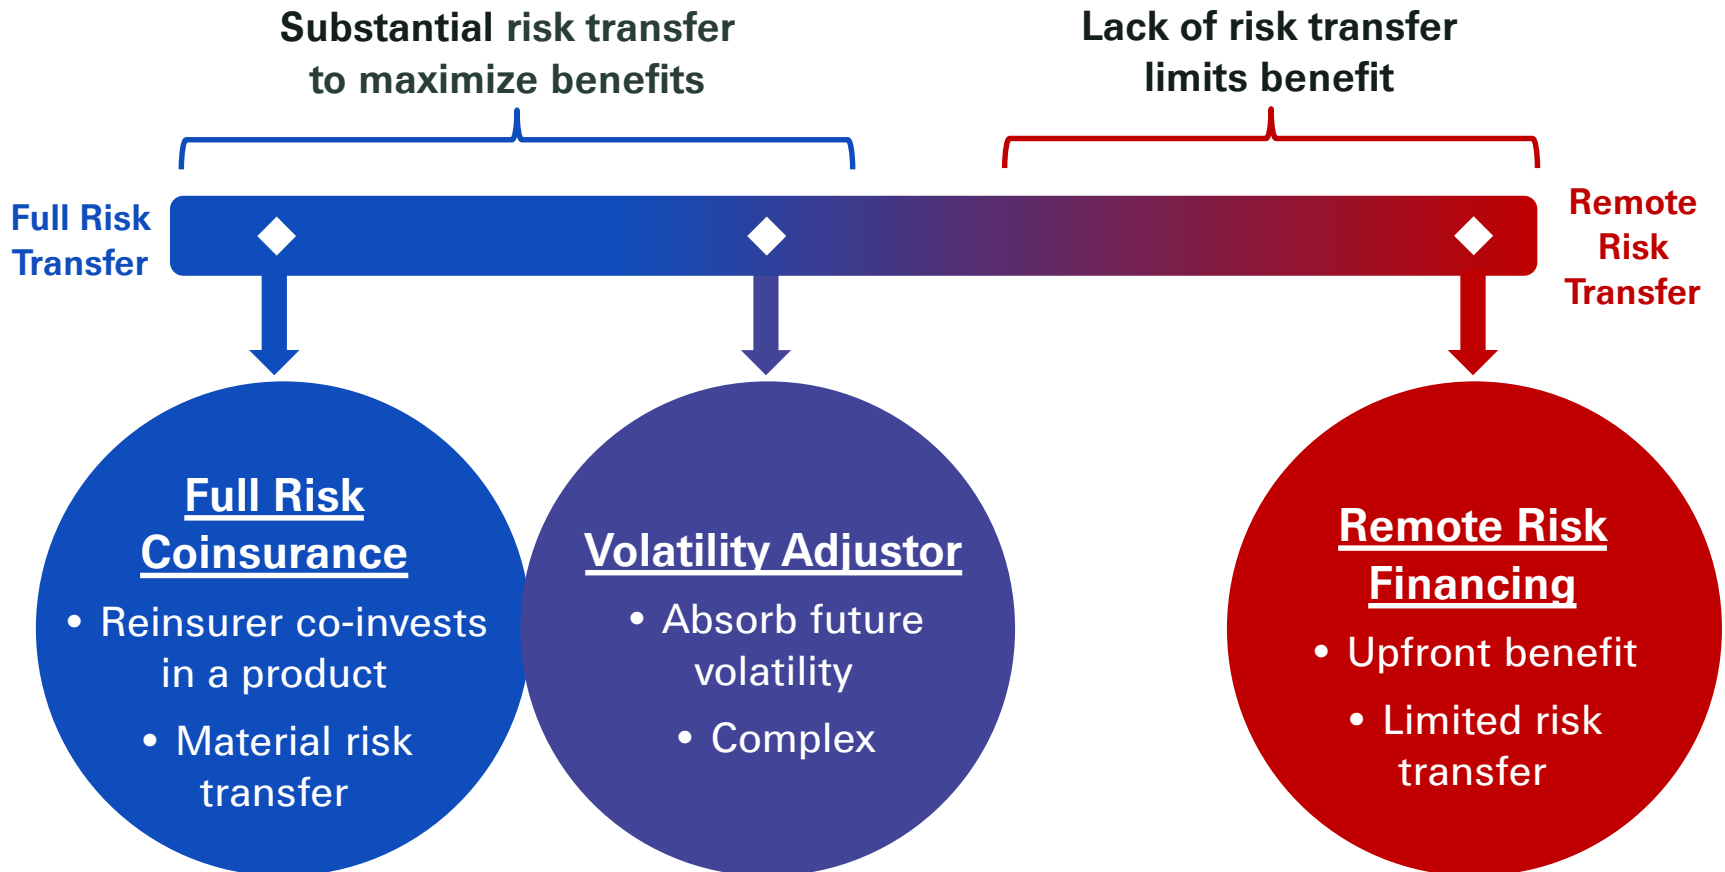 Substantial risk transfer
to maximize benefits
Lack of risk transfer
limits benefit
Full Risk
Transfer
Remote
Risk
Transfer
Full Risk
Coinsurance
• Reinsurer co-invests
in a product
• Material risk
transfer
Volatility Adjustor
• Absorb future
volatility
• Complex
Remote Risk
Financing
• Upfront benefit
• Limited risk
transfer